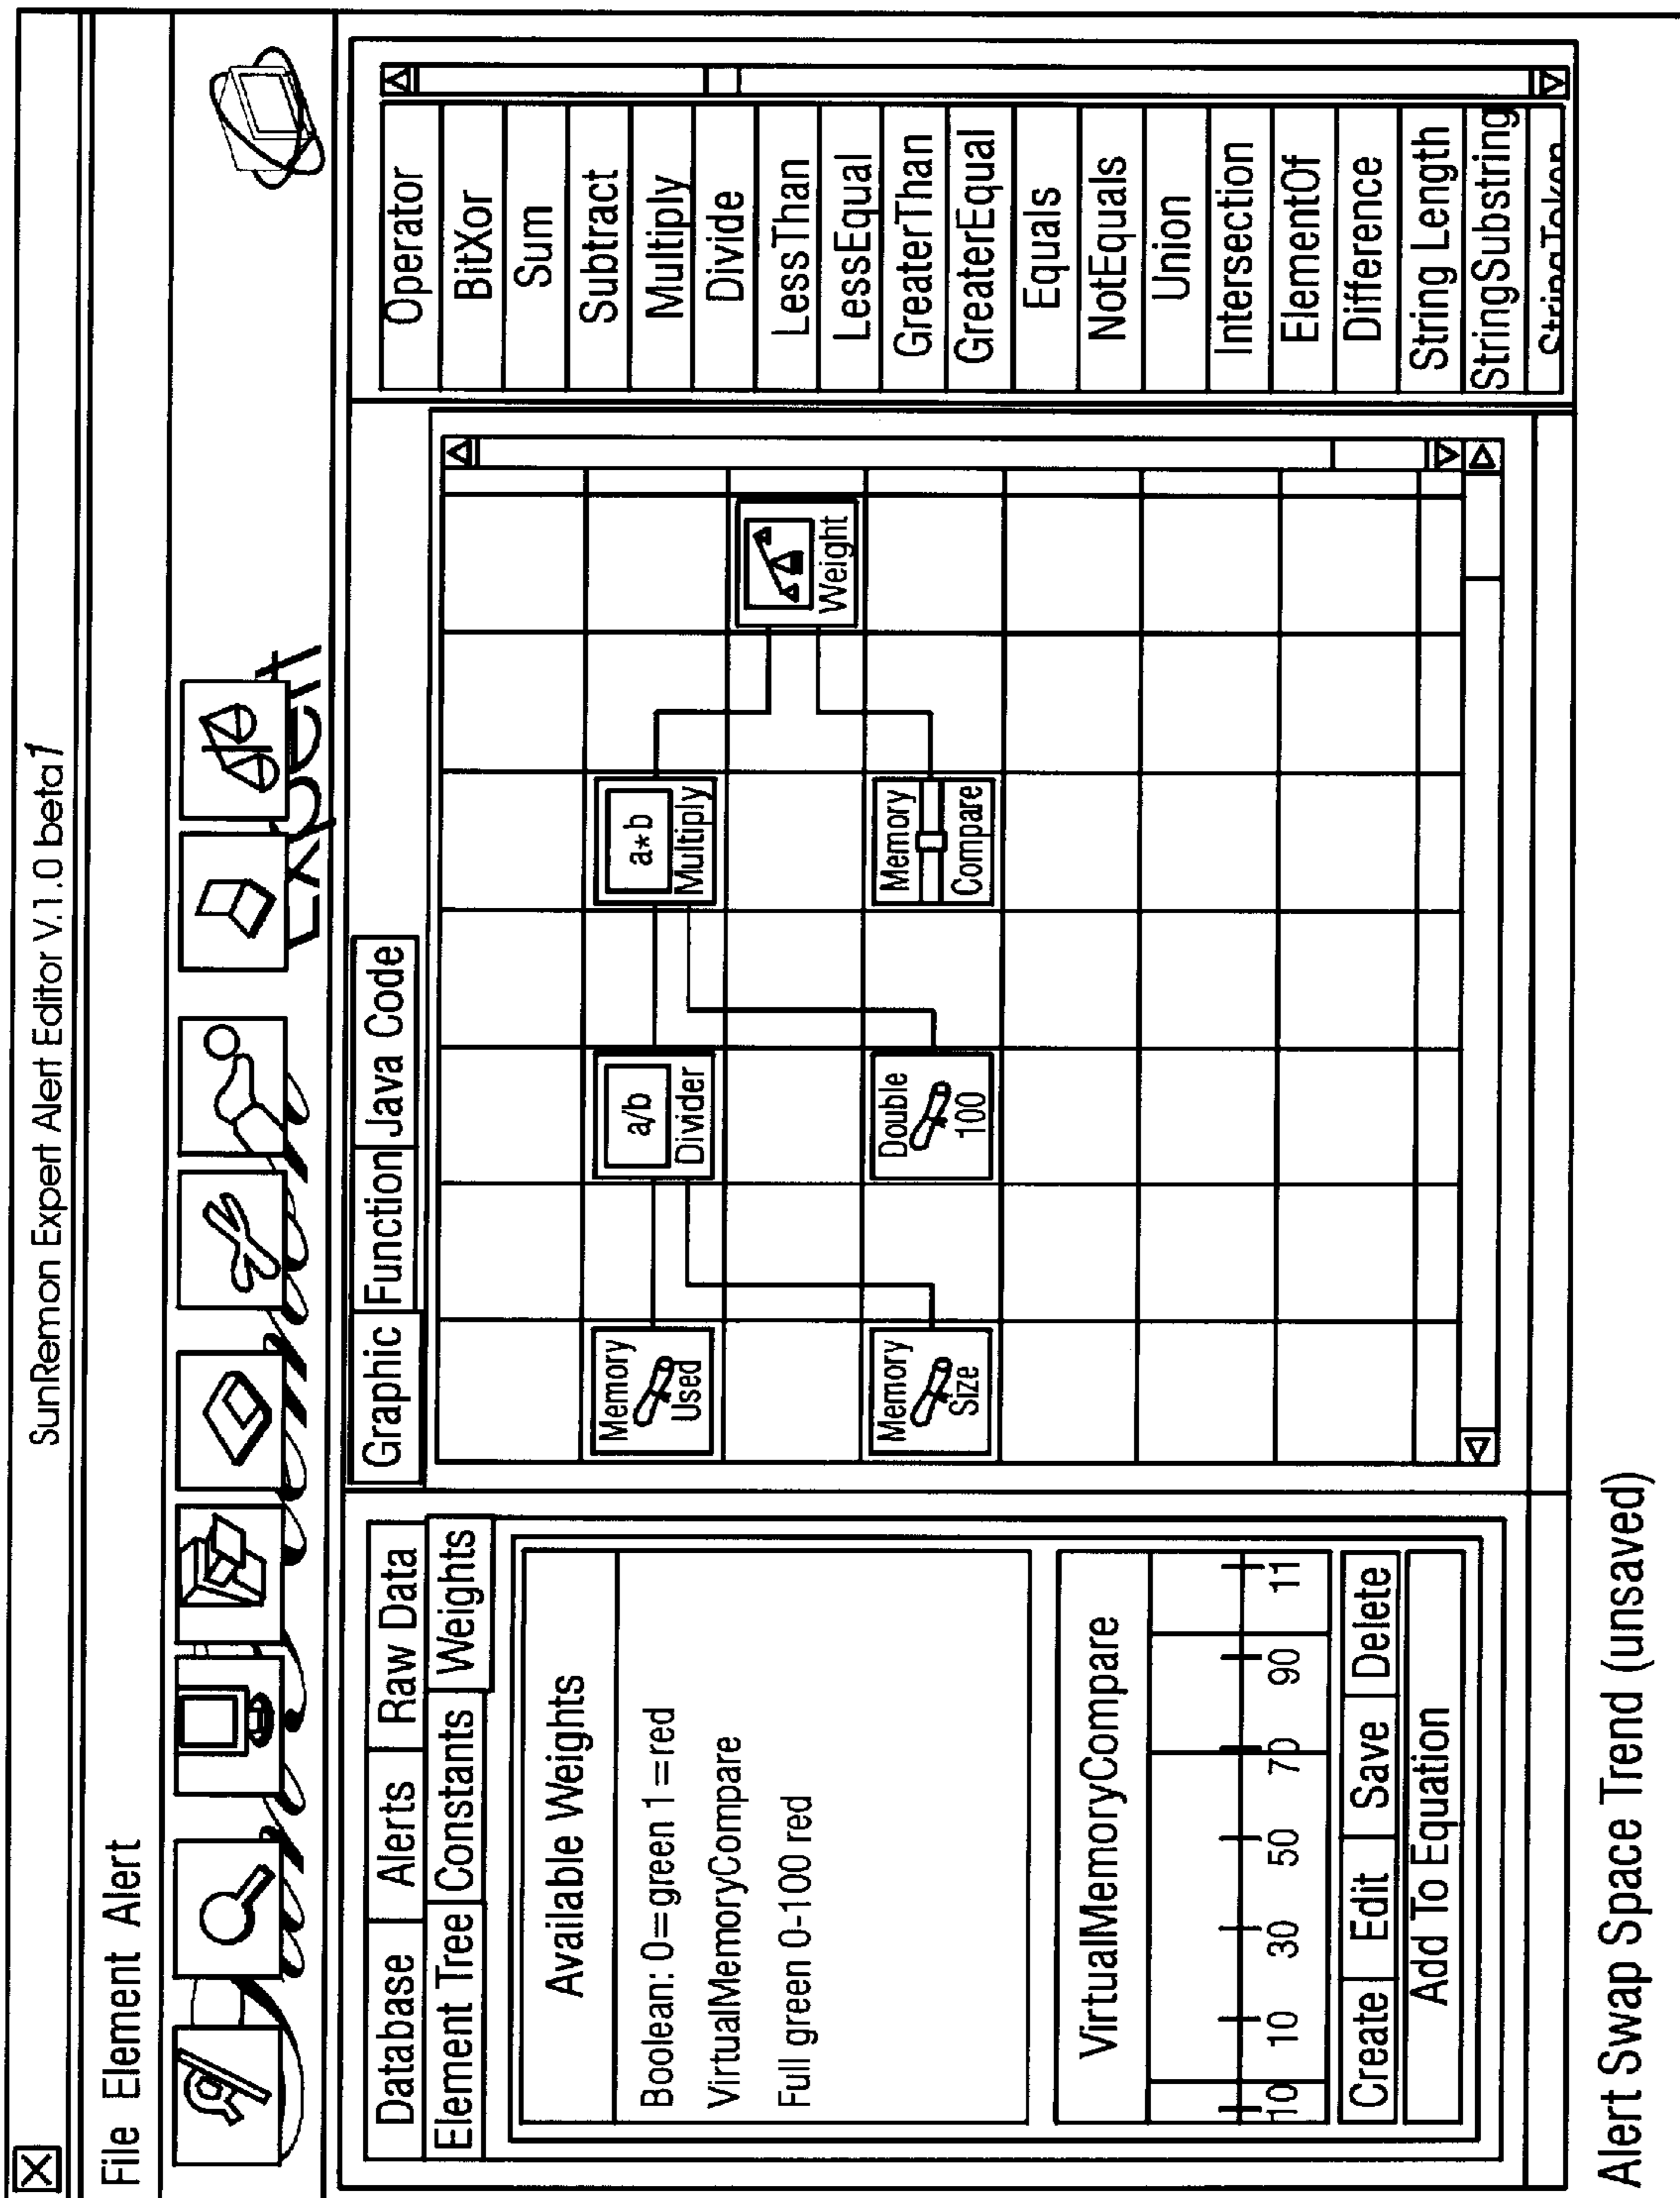 SunRemon Expert Alert Editor V.1.0 beta1
File Element Alert
Database Alerts Raw Data
Element Tree Constants Weights
Available Weights
Boolean: 0=green 1=red
VirtualMemoryCompare
Full green 0-100 red
VirtualMemoryCompare
10 10 30 50 70 90 11
Create Edit Save Delete
Add To Equation
Graphic Function Java Code
Memory Used
a/b
Divider
a*b
Multiply
Weight
Memory Size
Double 100
Memory Compare
Operator
BitXor
Sum
Subtract
Multiply
Divide
LessThan
LessEqual
GreaterThan
GreaterEqual
Equals
NotEquals
Union
Intersection
ElementOf
Difference
String Length
StringSubstring
StringToken
Alert Swap Space Trend (unsaved)